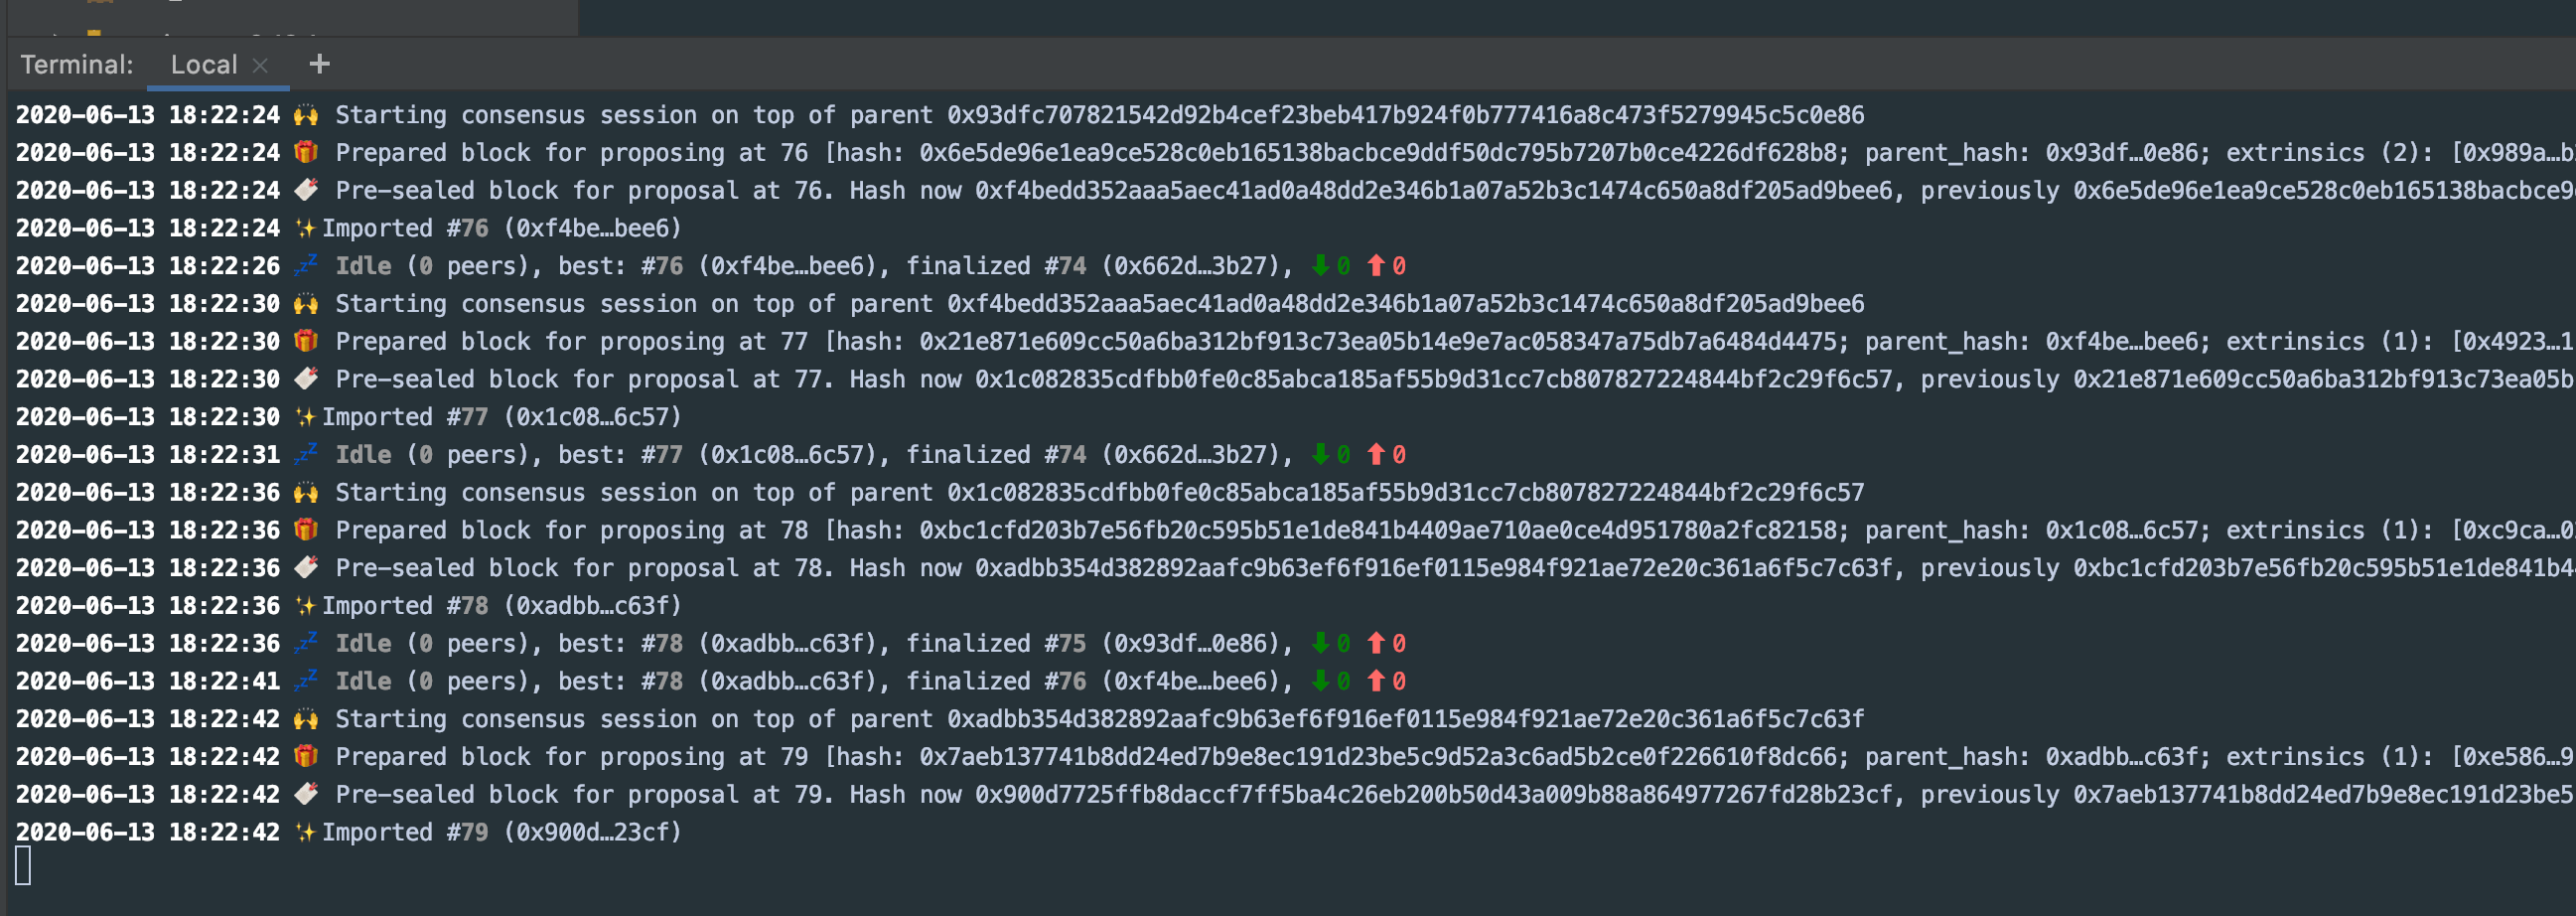 Terminal: Local × +
2020-06-13 18:22:24 🙌 Starting consensus session on top of parent 0x93dfc707821542d92b4cef23beb417b924f0b777416a8c473f5279945c5c0e86
2020-06-13 18:22:24 🎁 Prepared block for proposing at 76 [hash: 0x6e5de96e1ea9ce528c0eb165138bacbce9ddf50dc795b7207b0ce4226df628b8; parent_hash: 0x93df…0e86; extrinsics (2): [0x989a…b
2020-06-13 18:22:24 🔖 Pre-sealed block for proposal at 76. Hash now 0xf4bedd352aaa5aec41ad0a48dd2e346b1a07a52b3c1474c650a8df205ad9bee6, previously 0x6e5de96e1ea9ce528c0eb165138bacbce9
2020-06-13 18:22:24 ✨ Imported #76 (0xf4be…bee6)
2020-06-13 18:22:26 💤 Idle (0 peers), best: #76 (0xf4be…bee6), finalized #74 (0x662d…3b27), ⬇ 0 ⬆ 0
2020-06-13 18:22:30 🙌 Starting consensus session on top of parent 0xf4bedd352aaa5aec41ad0a48dd2e346b1a07a52b3c1474c650a8df205ad9bee6
2020-06-13 18:22:30 🎁 Prepared block for proposing at 77 [hash: 0x21e871e609cc50a6ba312bf913c73ea05b14e9e7ac058347a75db7a6484d4475; parent_hash: 0xf4be…bee6; extrinsics (1): [0x4923…1
2020-06-13 18:22:30 🔖 Pre-sealed block for proposal at 77. Hash now 0x1c082835cdfbb0fe0c85abca185af55b9d31cc7cb807827224844bf2c29f6c57, previously 0x21e871e609cc50a6ba312bf913c73ea05b
2020-06-13 18:22:30 ✨ Imported #77 (0x1c08…6c57)
2020-06-13 18:22:31 💤 Idle (0 peers), best: #77 (0x1c08…6c57), finalized #74 (0x662d…3b27), ⬇ 0 ⬆ 0
2020-06-13 18:22:36 🙌 Starting consensus session on top of parent 0x1c082835cdfbb0fe0c85abca185af55b9d31cc7cb807827224844bf2c29f6c57
2020-06-13 18:22:36 🎁 Prepared block for proposing at 78 [hash: 0xbc1cfd203b7e56fb20c595b51e1de841b4409ae710ae0ce4d951780a2fc82158; parent_hash: 0x1c08…6c57; extrinsics (1): [0xc9ca…0
2020-06-13 18:22:36 🔖 Pre-sealed block for proposal at 78. Hash now 0xadbb354d382892aafc9b63ef6f916ef0115e984f921ae72e20c361a6f5c7c63f, previously 0xbc1cfd203b7e56fb20c595b51e1de841b4
2020-06-13 18:22:36 ✨ Imported #78 (0xadbb…c63f)
2020-06-13 18:22:36 💤 Idle (0 peers), best: #78 (0xadbb…c63f), finalized #75 (0x93df…0e86), ⬇ 0 ⬆ 0
2020-06-13 18:22:41 💤 Idle (0 peers), best: #78 (0xadbb…c63f), finalized #76 (0xf4be…bee6), ⬇ 0 ⬆ 0
2020-06-13 18:22:42 🙌 Starting consensus session on top of parent 0xadbb354d382892aafc9b63ef6f916ef0115e984f921ae72e20c361a6f5c7c63f
2020-06-13 18:22:42 🎁 Prepared block for proposing at 79 [hash: 0x7aeb137741b8dd24ed7b9e8ec191d23be5c9d52a3c6ad5b2ce0f226610f8dc66; parent_hash: 0xadbb…c63f; extrinsics (1): [0xe586…9
2020-06-13 18:22:42 🔖 Pre-sealed block for proposal at 79. Hash now 0x900d7725ffb8daccf7ff5ba4c26eb200b50d43a009b88a864977267fd28b23cf, previously 0x7aeb137741b8dd24ed7b9e8ec191d23be5
2020-06-13 18:22:42 ✨ Imported #79 (0x900d…23cf)